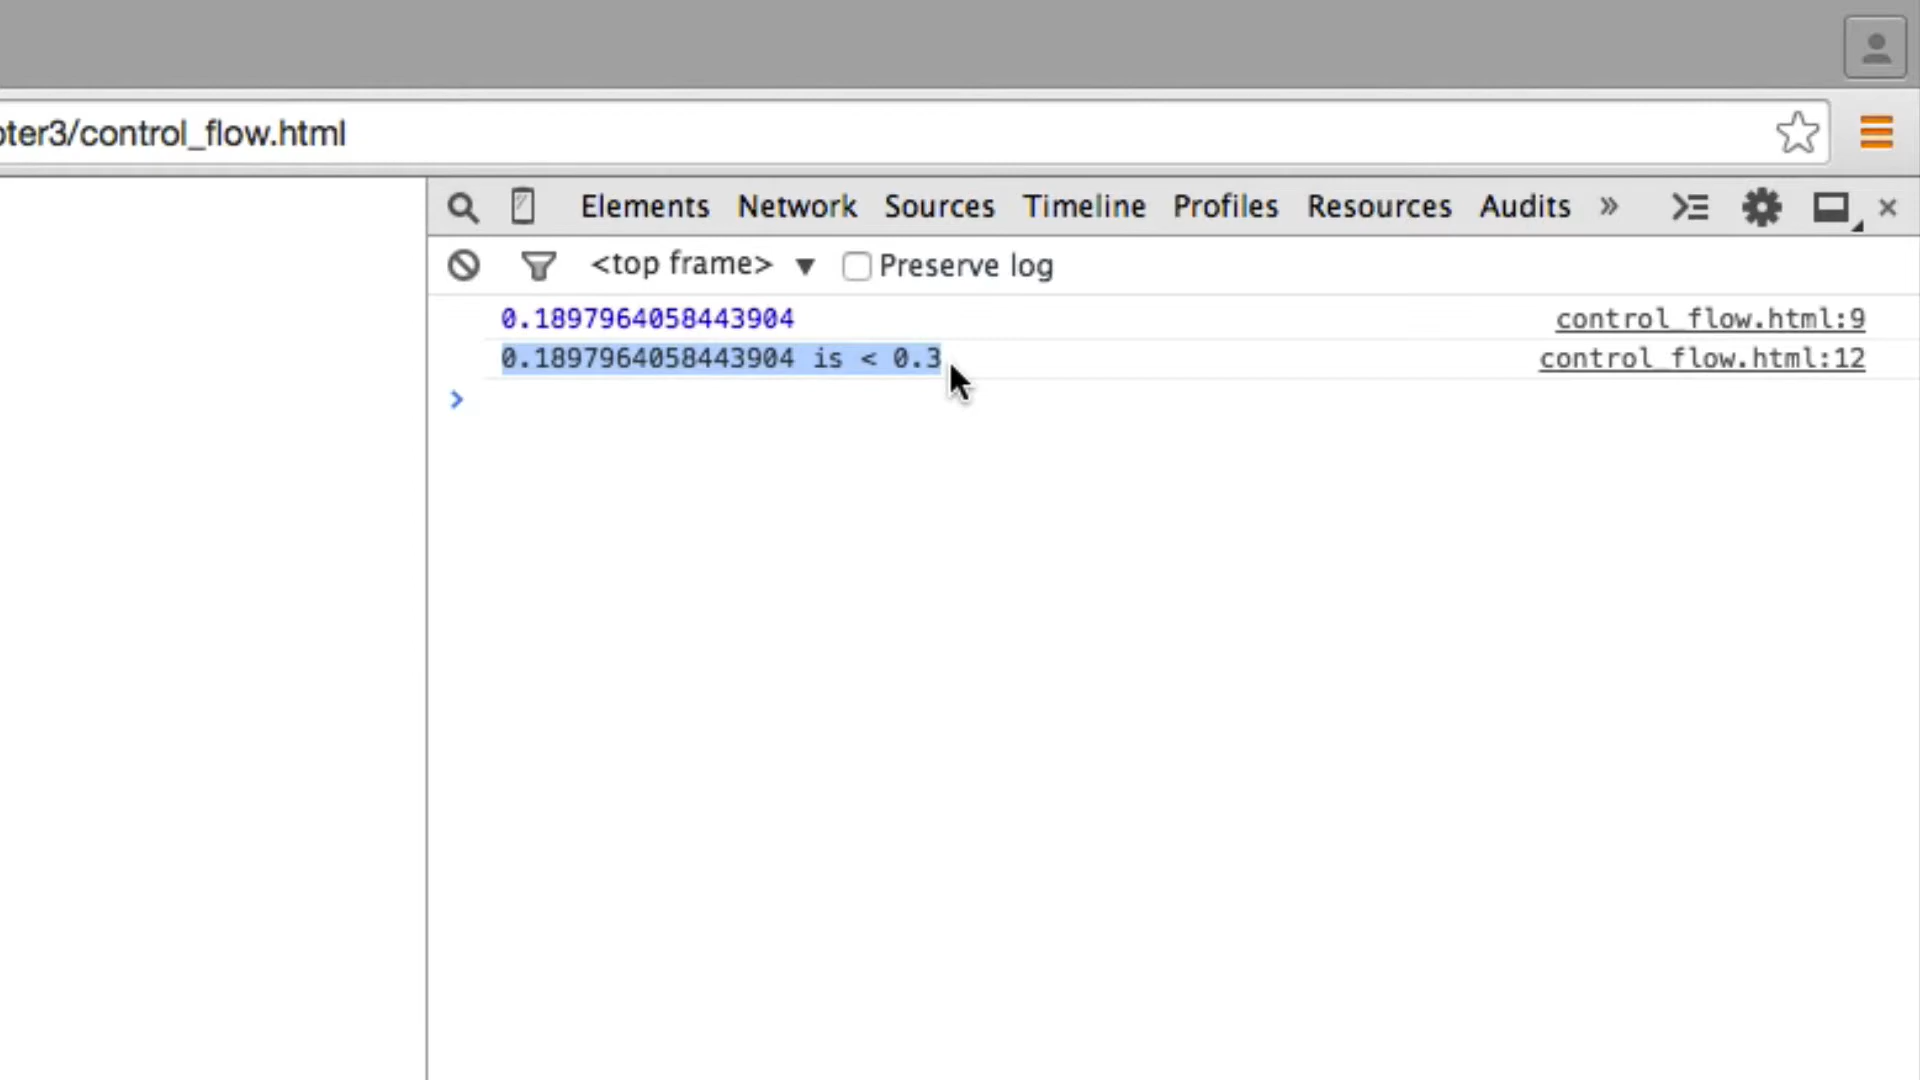 oter3/control_flow.html
Elements Network Sources Timeline Profiles Resources Audits »
<top frame> ▼ Preserve log
0.1897964058443904 control_flow.html:9
0.1897964058443904 is < 0.3 control_flow.html:12
>